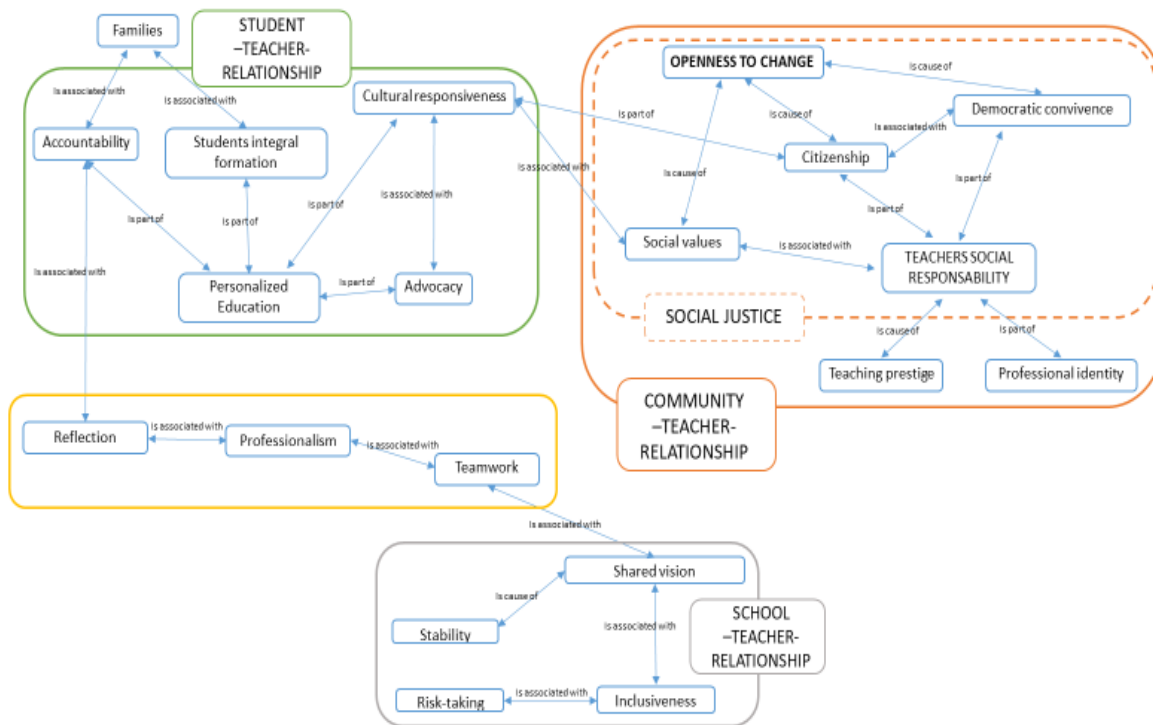 Families
STUDENT
–TEACHER-
RELATIONSHIP
Is associated with
Is associated with
Accountability
Students integral
formation
Cultural responsiveness
Is part of
Is part of
Is part of
Is associated with
Is associated with
Personalized
Education
Is part of
Advocacy
OPENNESS TO CHANGE
Is cause of
Democratic convivence
Is part of
Is cause of
Is associated with
Citizenship
Is associated with
Is cause of
Is part of
Is part of
Social values
Is associated with
TEACHERS SOCIAL
RESPONSABILITY
SOCIAL JUSTICE
Is cause of
Is part of
Teaching prestige
Professional identity
COMMUNITY
–TEACHER-
RELATIONSHIP
Reflection
Is associated with
Professionalism
Is associated with
Teamwork
Is associated with
Shared vision
Is cause of
Is associated with
Stability
SCHOOL
–TEACHER-
RELATIONSHIP
Risk-taking
Is associated with
Inclusiveness